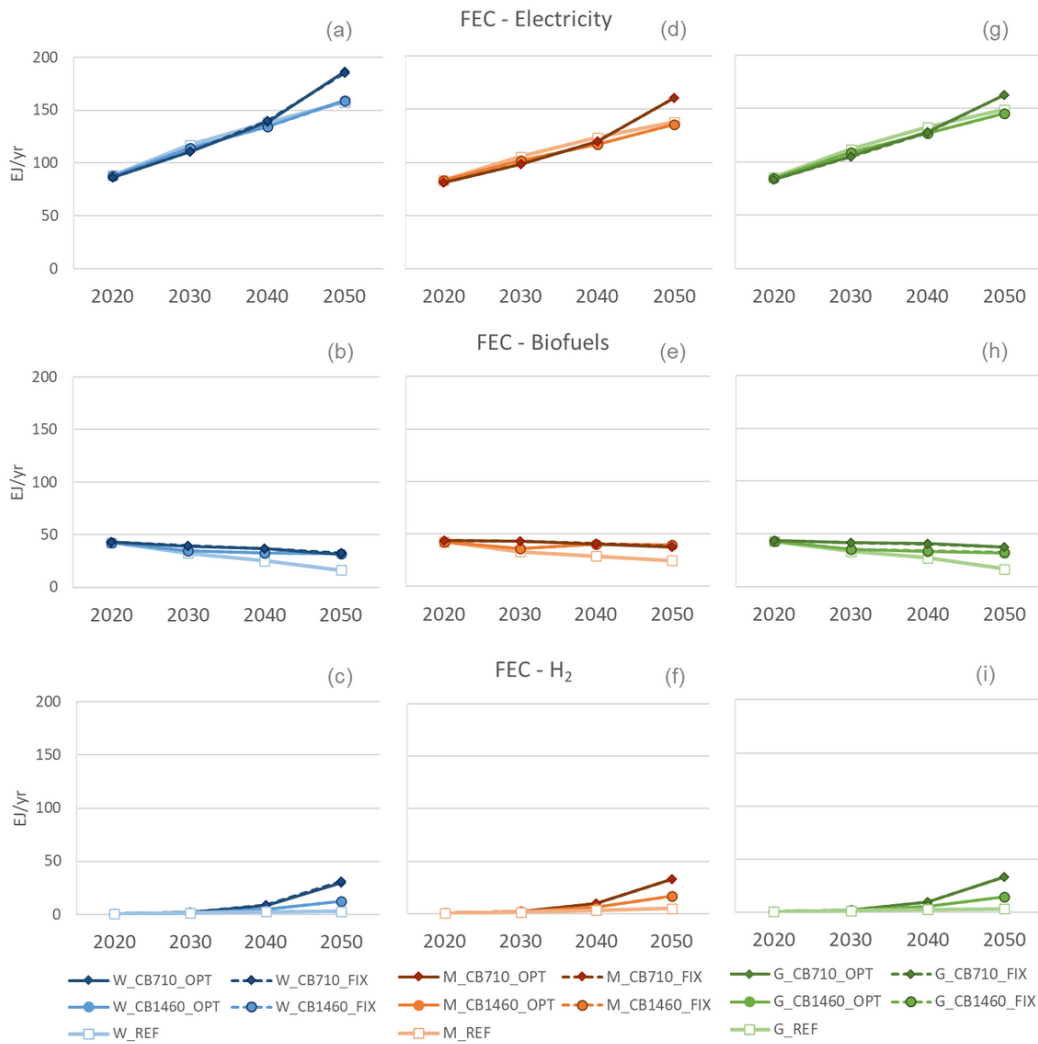 FEC - Electricity
(a)
(d)
(g)
200
150
100
50
0
EJ/yr
2020 2030 2040 2050
2020 2030 2040 2050
2020 2030 2040 2050
FEC - Biofuels
(b)
(e)
(h)
200
150
100
50
0
EJ/yr
2020 2030 2040 2050
2020 2030 2040 2050
2020 2030 2040 2050
FEC - H₂
(c)
(f)
(i)
200
150
100
50
0
EJ/yr
2020 2030 2040 2050
2020 2030 2040 2050
2020 2030 2040 2050
W_CB710_OPT W_CB710_FIX
W_CB1460_OPT W_CB1460_FIX
W_REF
M_CB710_OPT M_CB710_FIX
M_CB1460_OPT M_CB1460_FIX
M_REF
G_CB710_OPT G_CB710_FIX
G_CB1460_OPT G_CB1460_FIX
G_REF